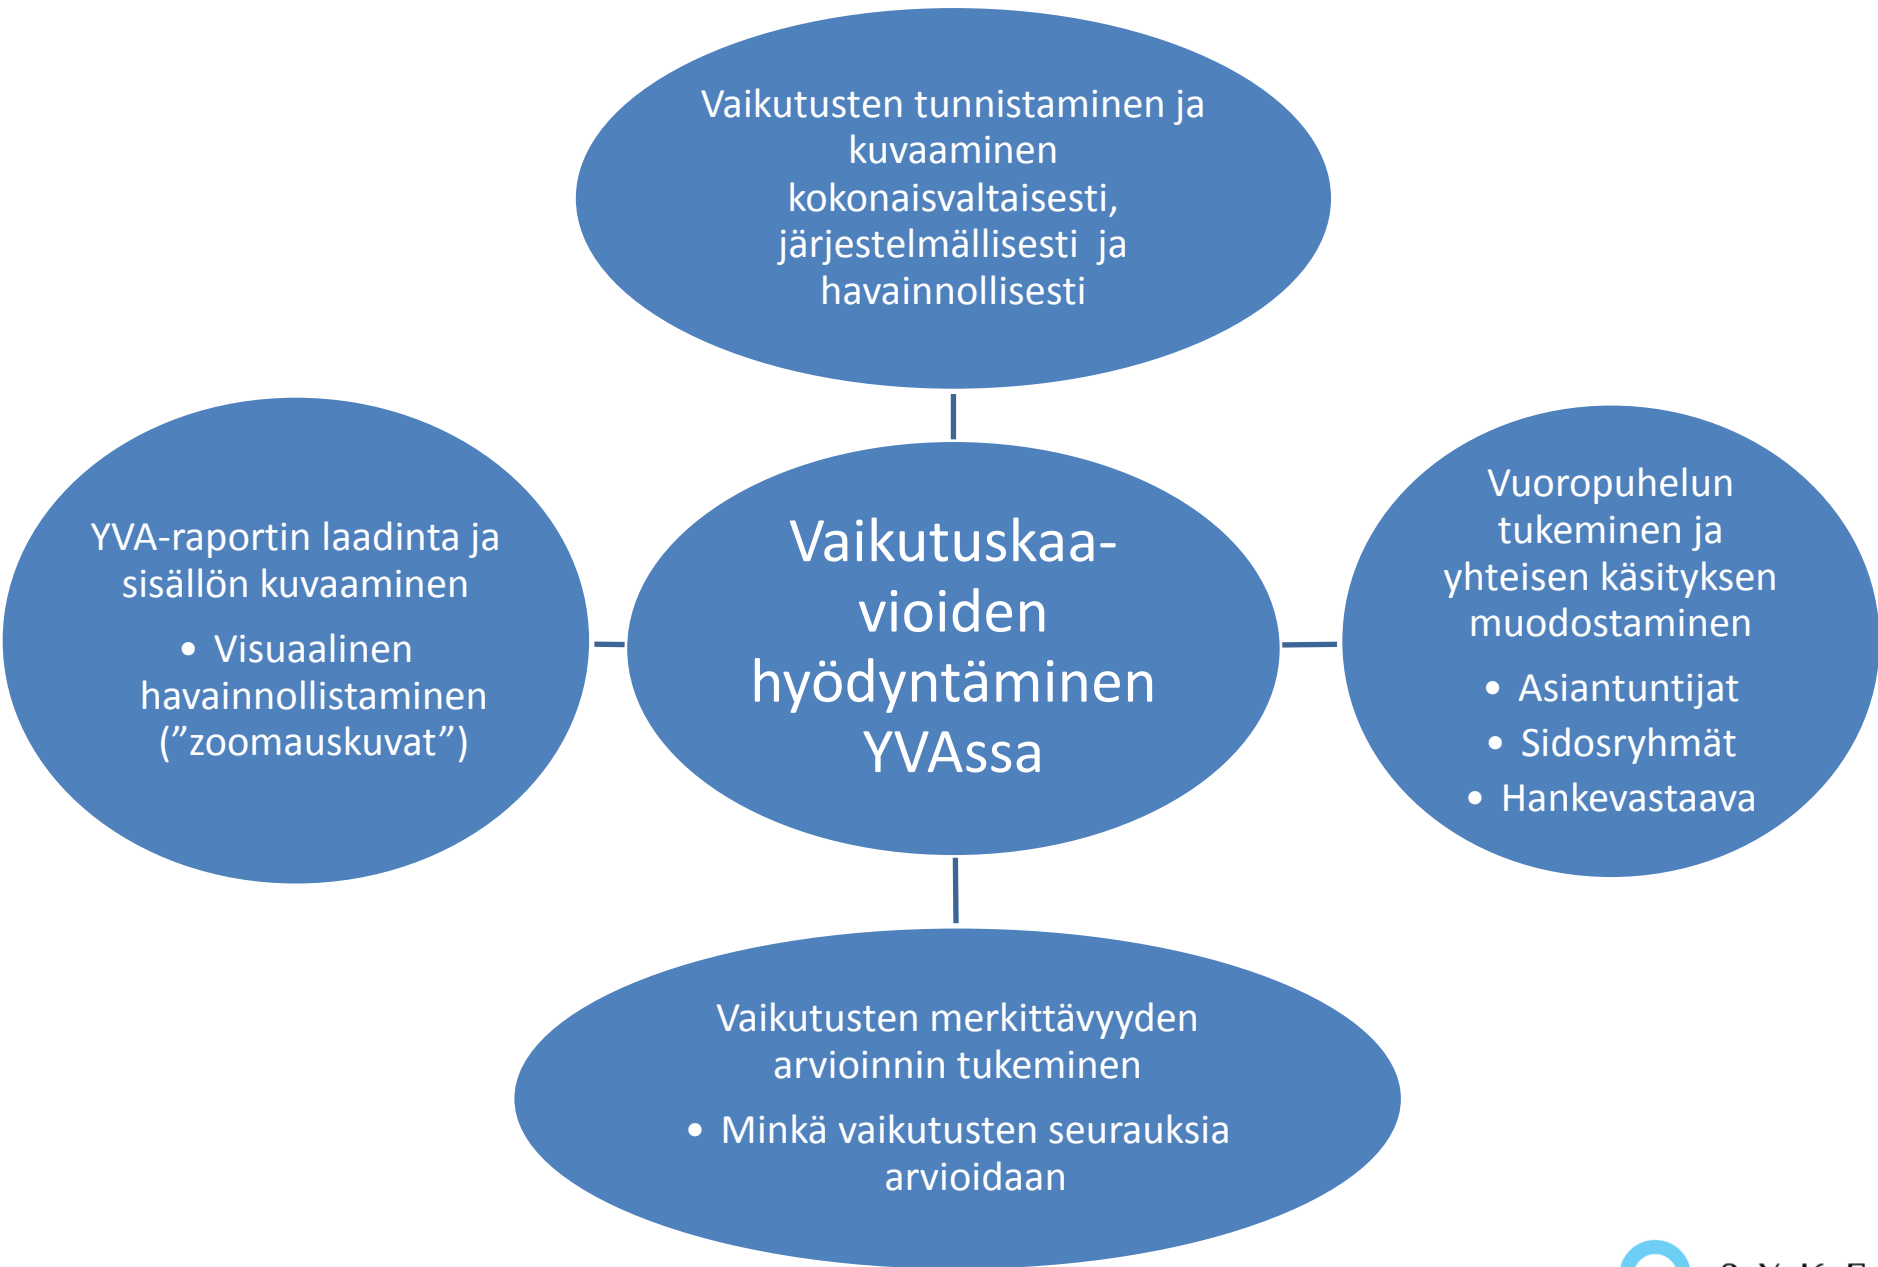 Vaikutusten tunnistaminen ja
kuvaaminen
kokonaisvaltaisesti,
järjestelmällisesti ja
havainnollisesti
YVA-raportin laadinta ja
sisällön kuvaaminen
• Visuaalinen
havainnollistaminen
(”zoomauskuvat”)
Vaikutuskaa-
vioiden
hyödyntäminen
YVAssa
Vuoropuhelun
tukeminen ja
yhteisen käsityksen
muodostaminen
• Asiantuntijat
• Sidosryhmät
• Hankevastaava
Vaikutusten merkittävyyden
arvioinnin tukeminen
• Minkä vaikutusten seurauksia
arvioidaan